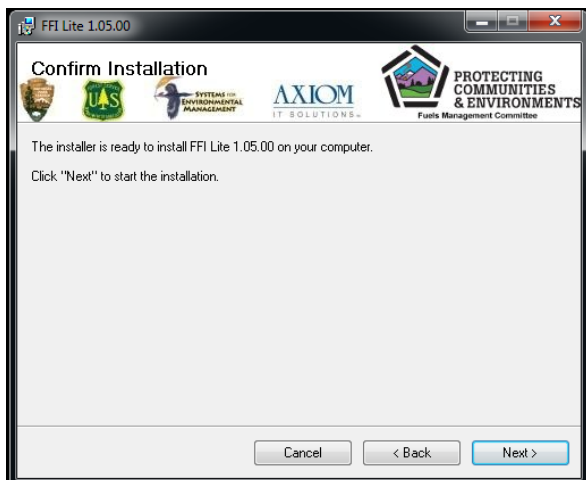 FFI Lite 1.05.00
Confirm Installation
U S
SYSTEMS FOR
ENVIRONMENTAL
MANAGEMENT
AXIOM
IT SOLUTIONS
PROTECTING
COMMUNITIES
& ENVIRONMENTS
Fuels Management Committee
The installer is ready to install FFI Lite 1.05.00 on your computer.
Click "Next" to start the installation.
Cancel
< Back
Next >